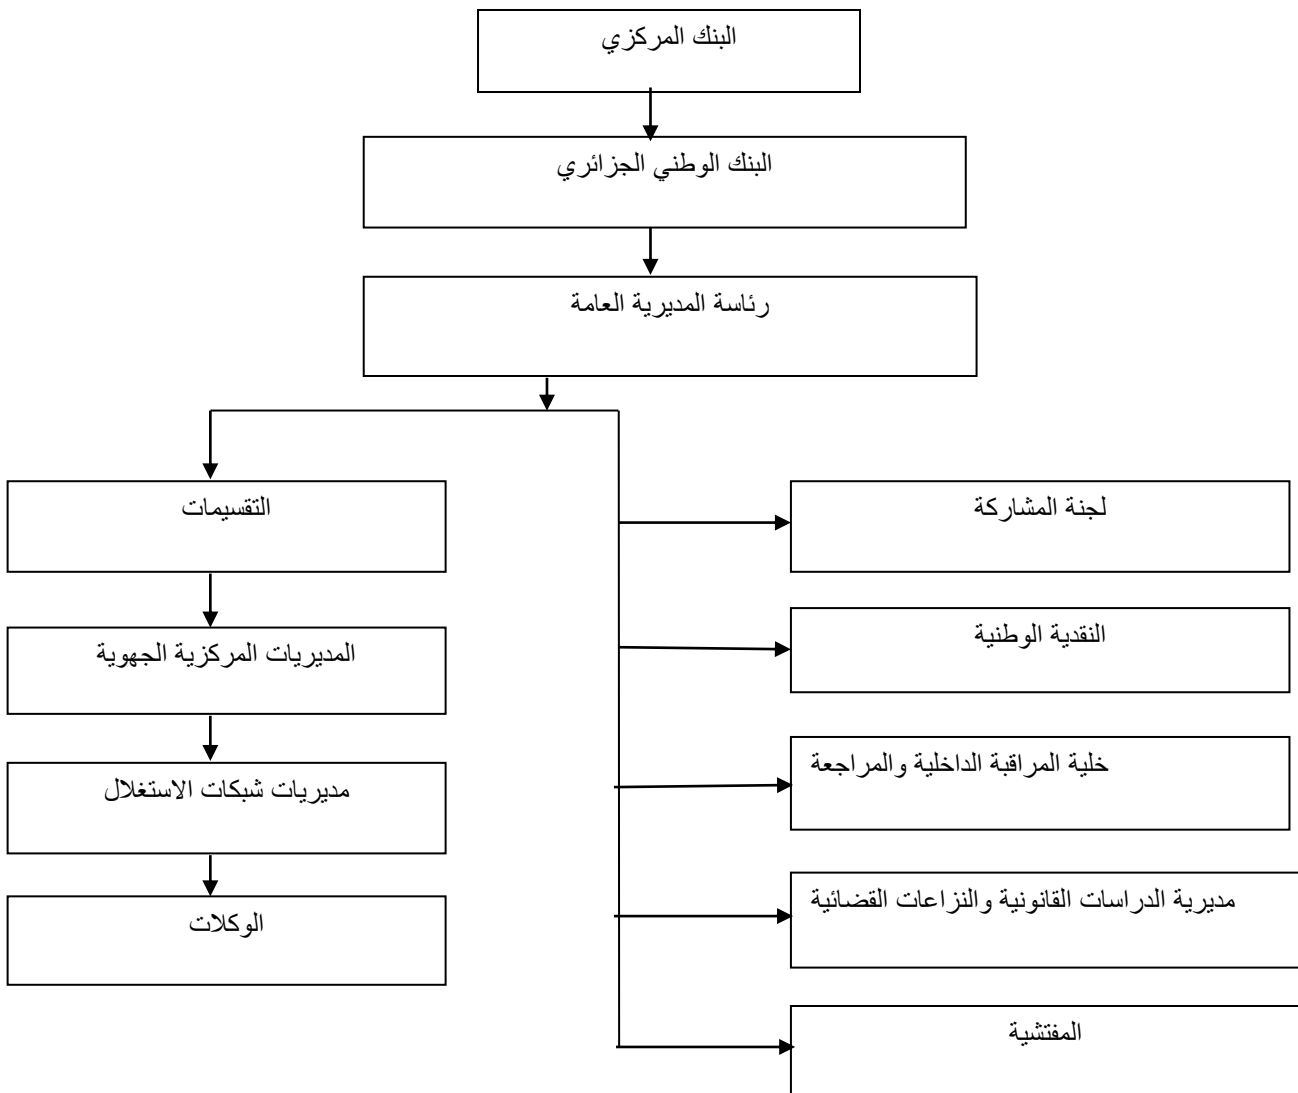 البنك المركزي
البنك الوطني الجزائري
رئاسة المديرية العامة
لجنة المشاركة
النقدية الوطنية
خلية المراقبة الداخلية والمراجعة
مديرية الدراسات القانونية والنزاعات القضائية
المفتشية
التقسيمات
المديريات المركزية الجهوية
مديريات شبكات الاستغلال
الوكلات